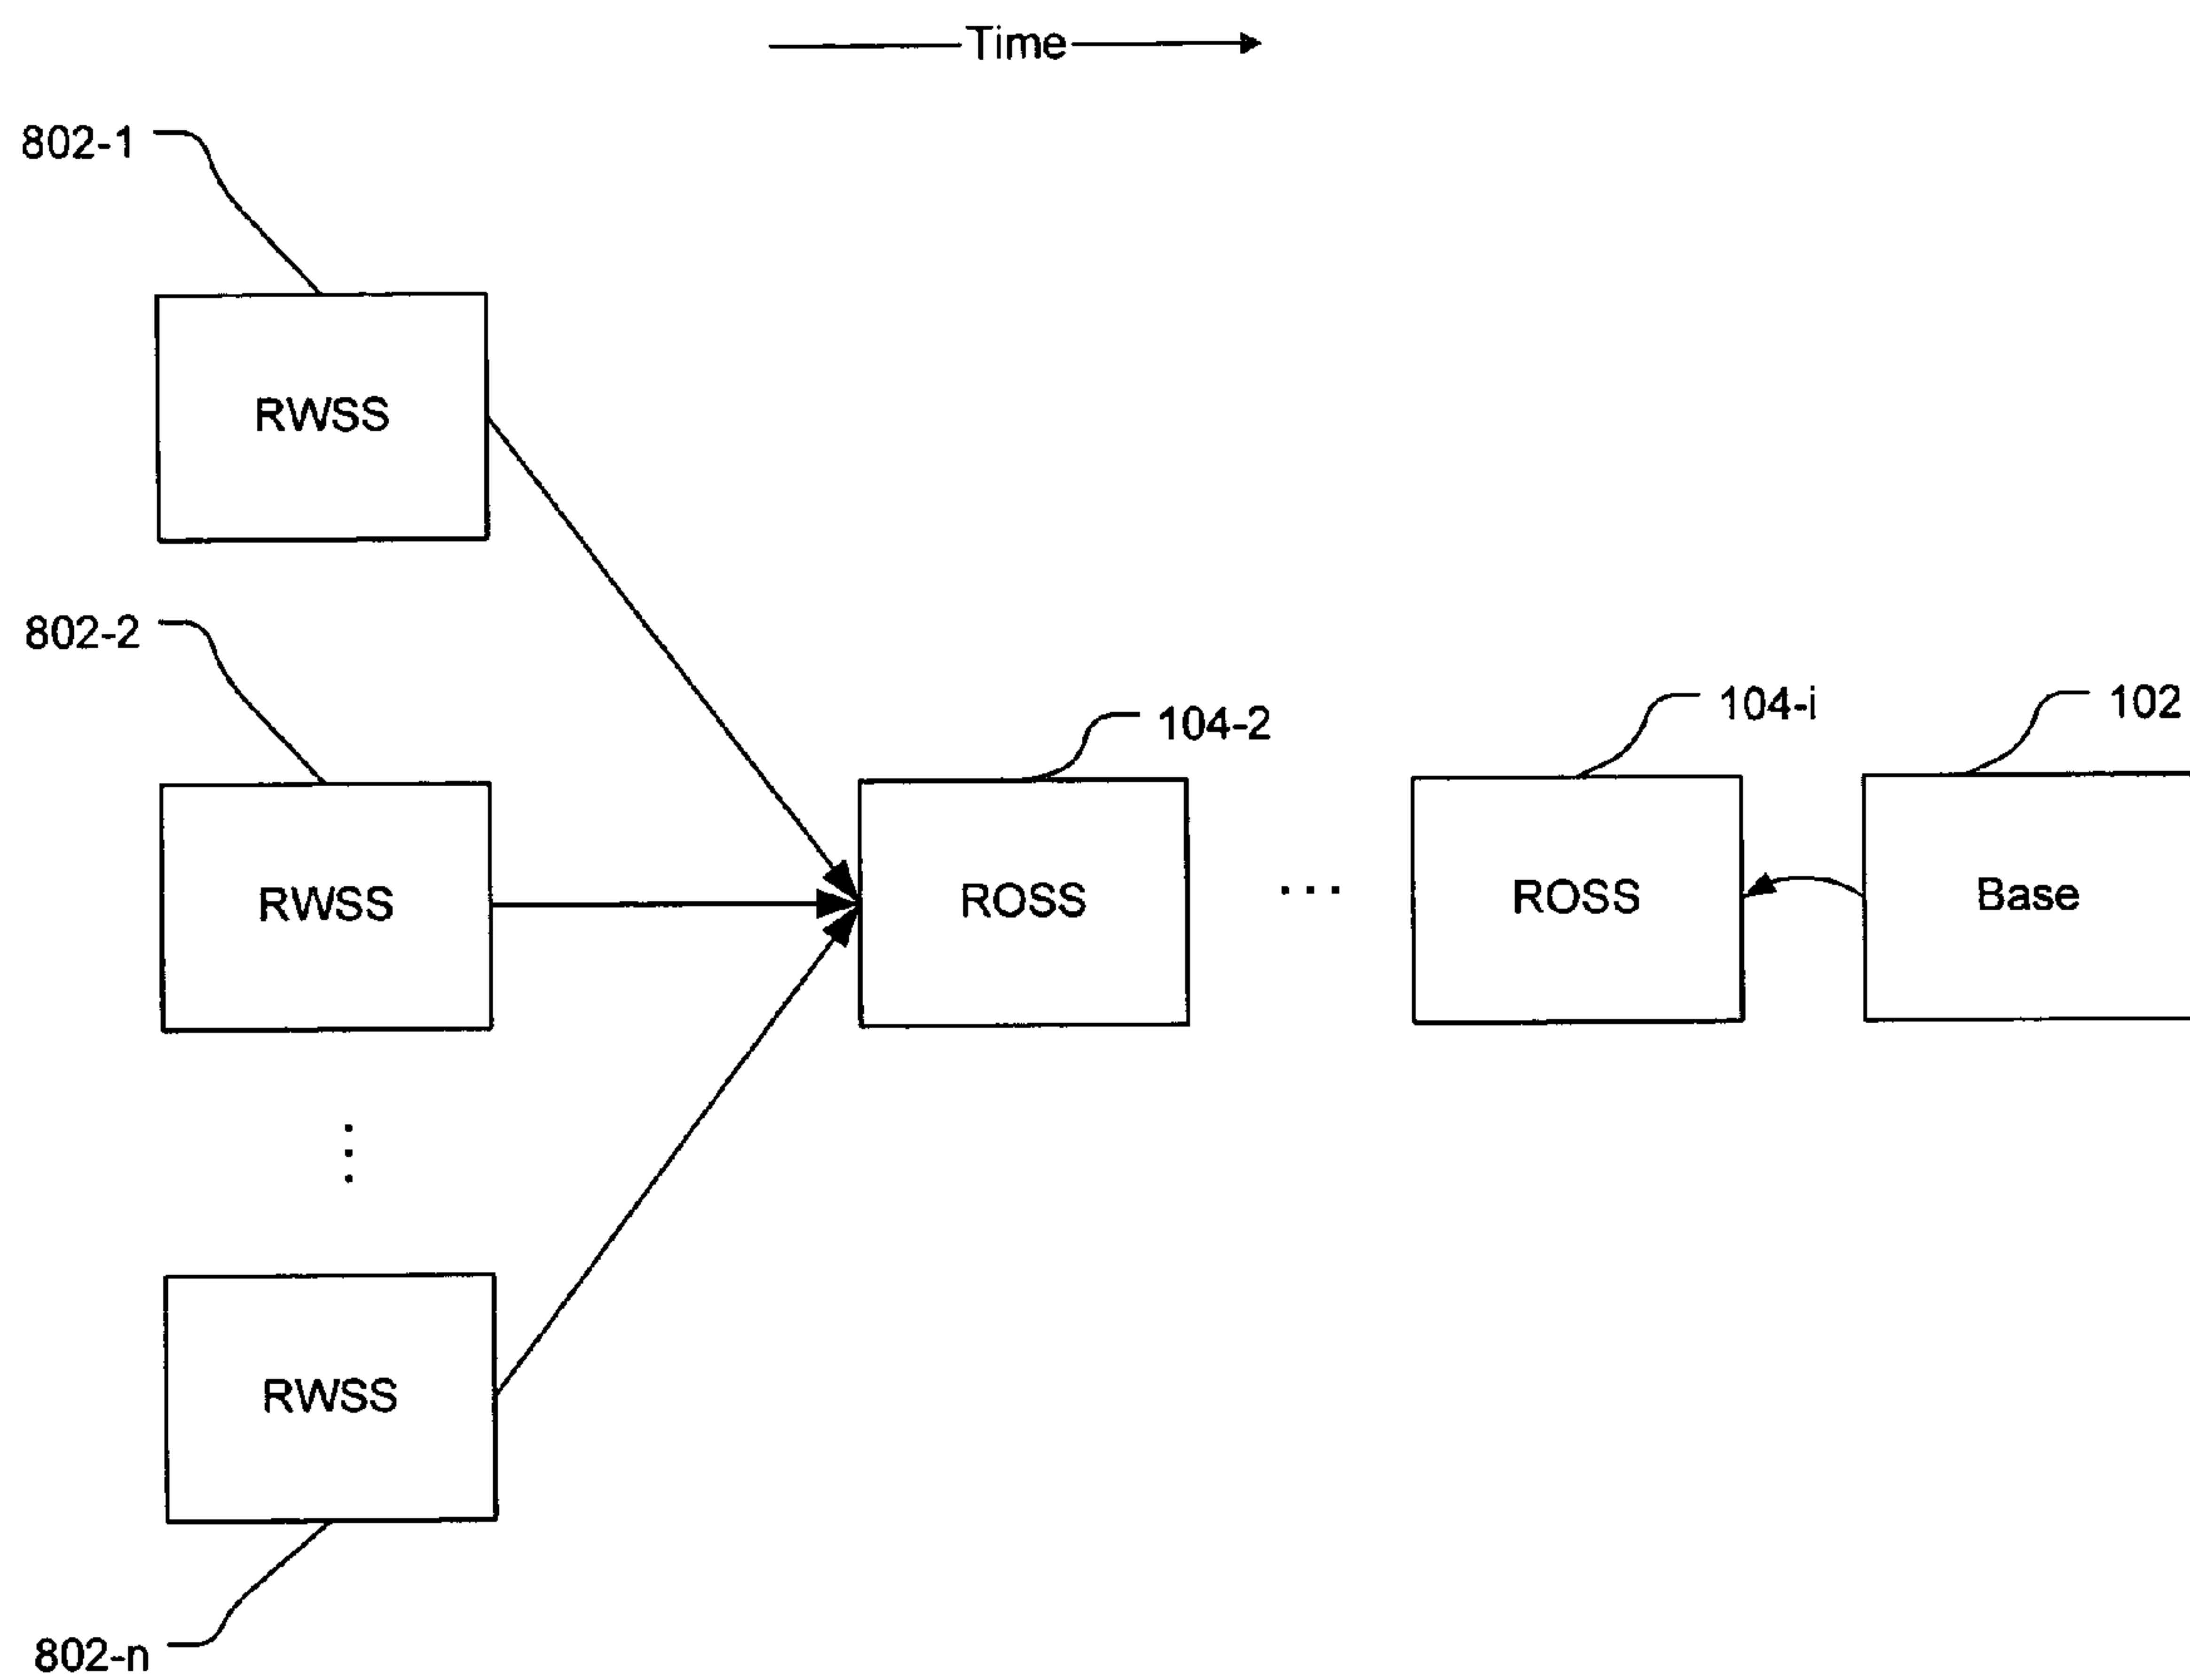 Time
802-1
RWSS
802-2
104-2
104-i
102
RWSS
ROSS
...
ROSS
Base
...
RWSS
802-n